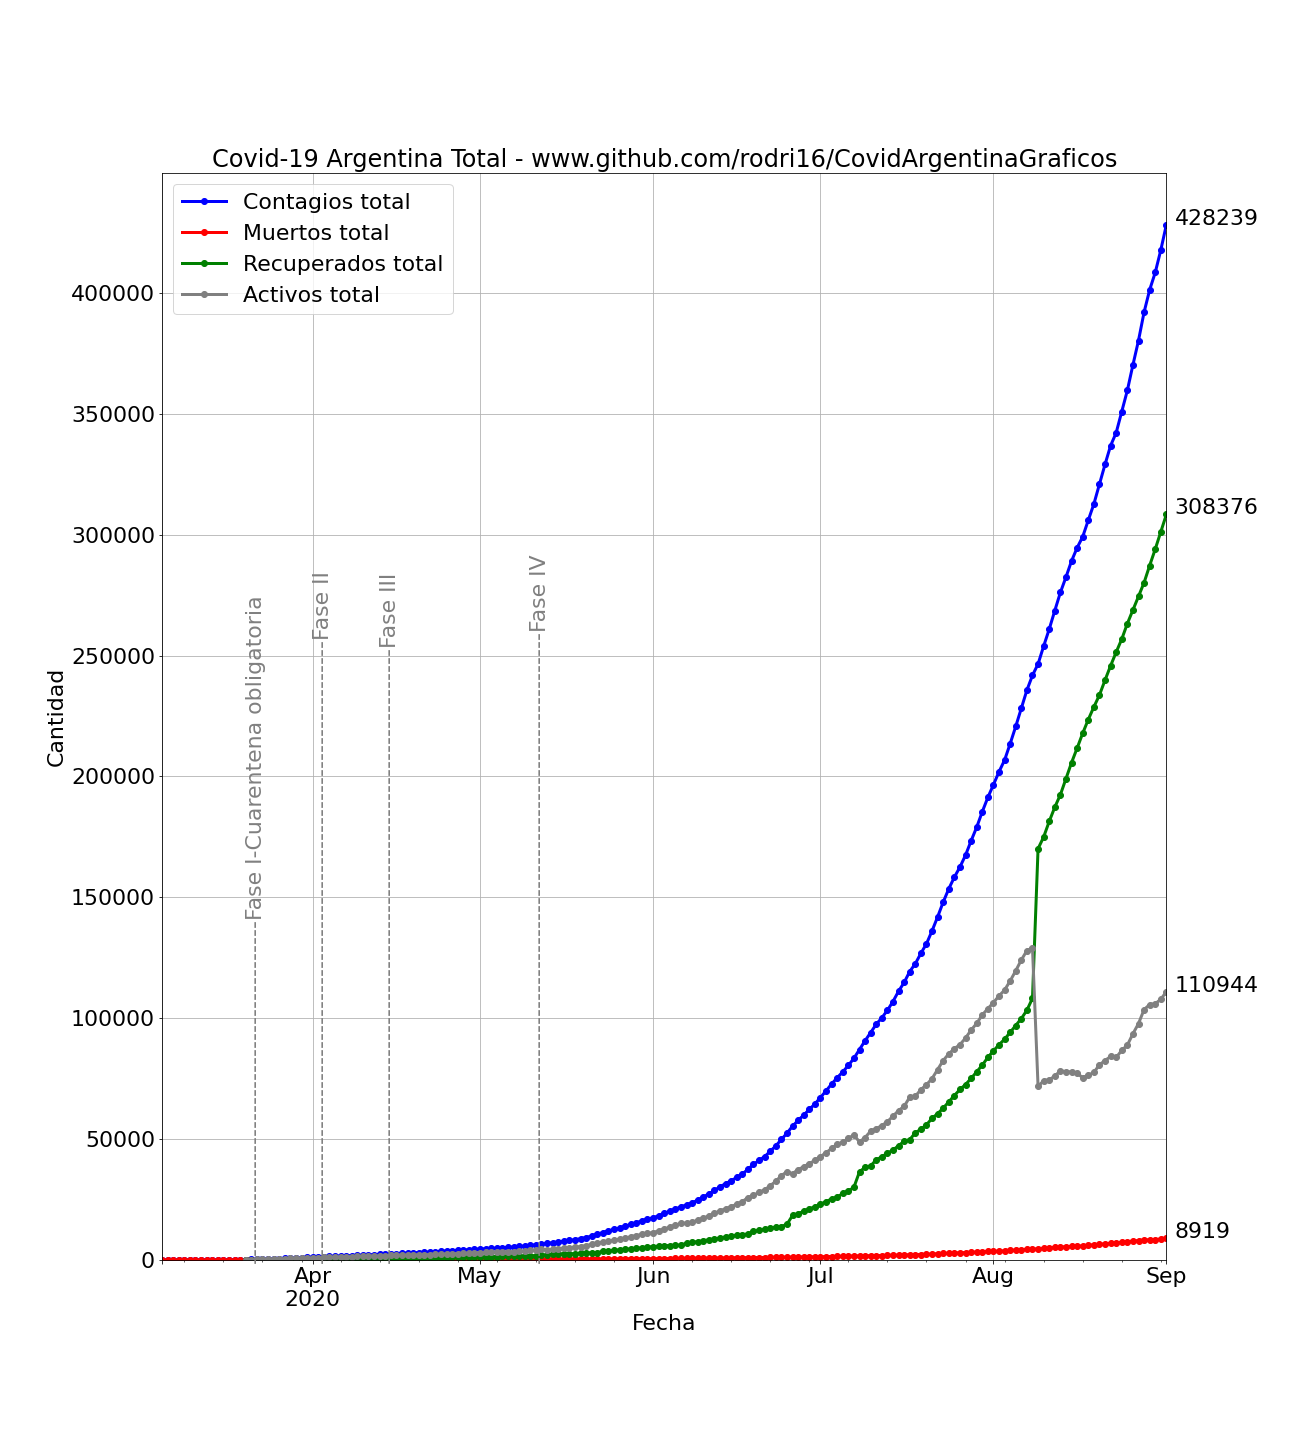 Covid-19 Argentina Total - www.github.com/rodri16/CovidArgentinaGraficos
Contagios total
Muertos total
Recuperados total
Activos total
428239
308376
110944
8919
400000
350000
300000
250000
200000
150000
100000
50000
0
Cantidad
Fase I-Cuarentena obligatoria
Fase II
Fase III
Fase IV
Apr
2020
May
Jun
Jul
Aug
Sep
Fecha